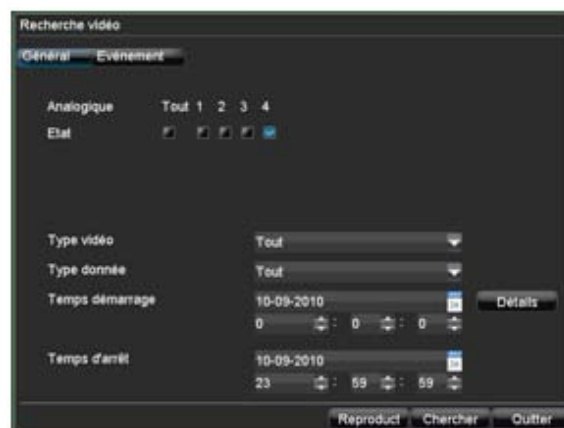 Recherche vidéo
Général Evénement
Analogique Tout 1 2 3 4
Etat
Type vidéo Tout
Type donnée Tout
Temps démarrage 10-09-2010 Détails
0 : 0 : 0
Temps d'arrêt 10-09-2010
23 : 59 : 59
Reproduct Chercher Quitter